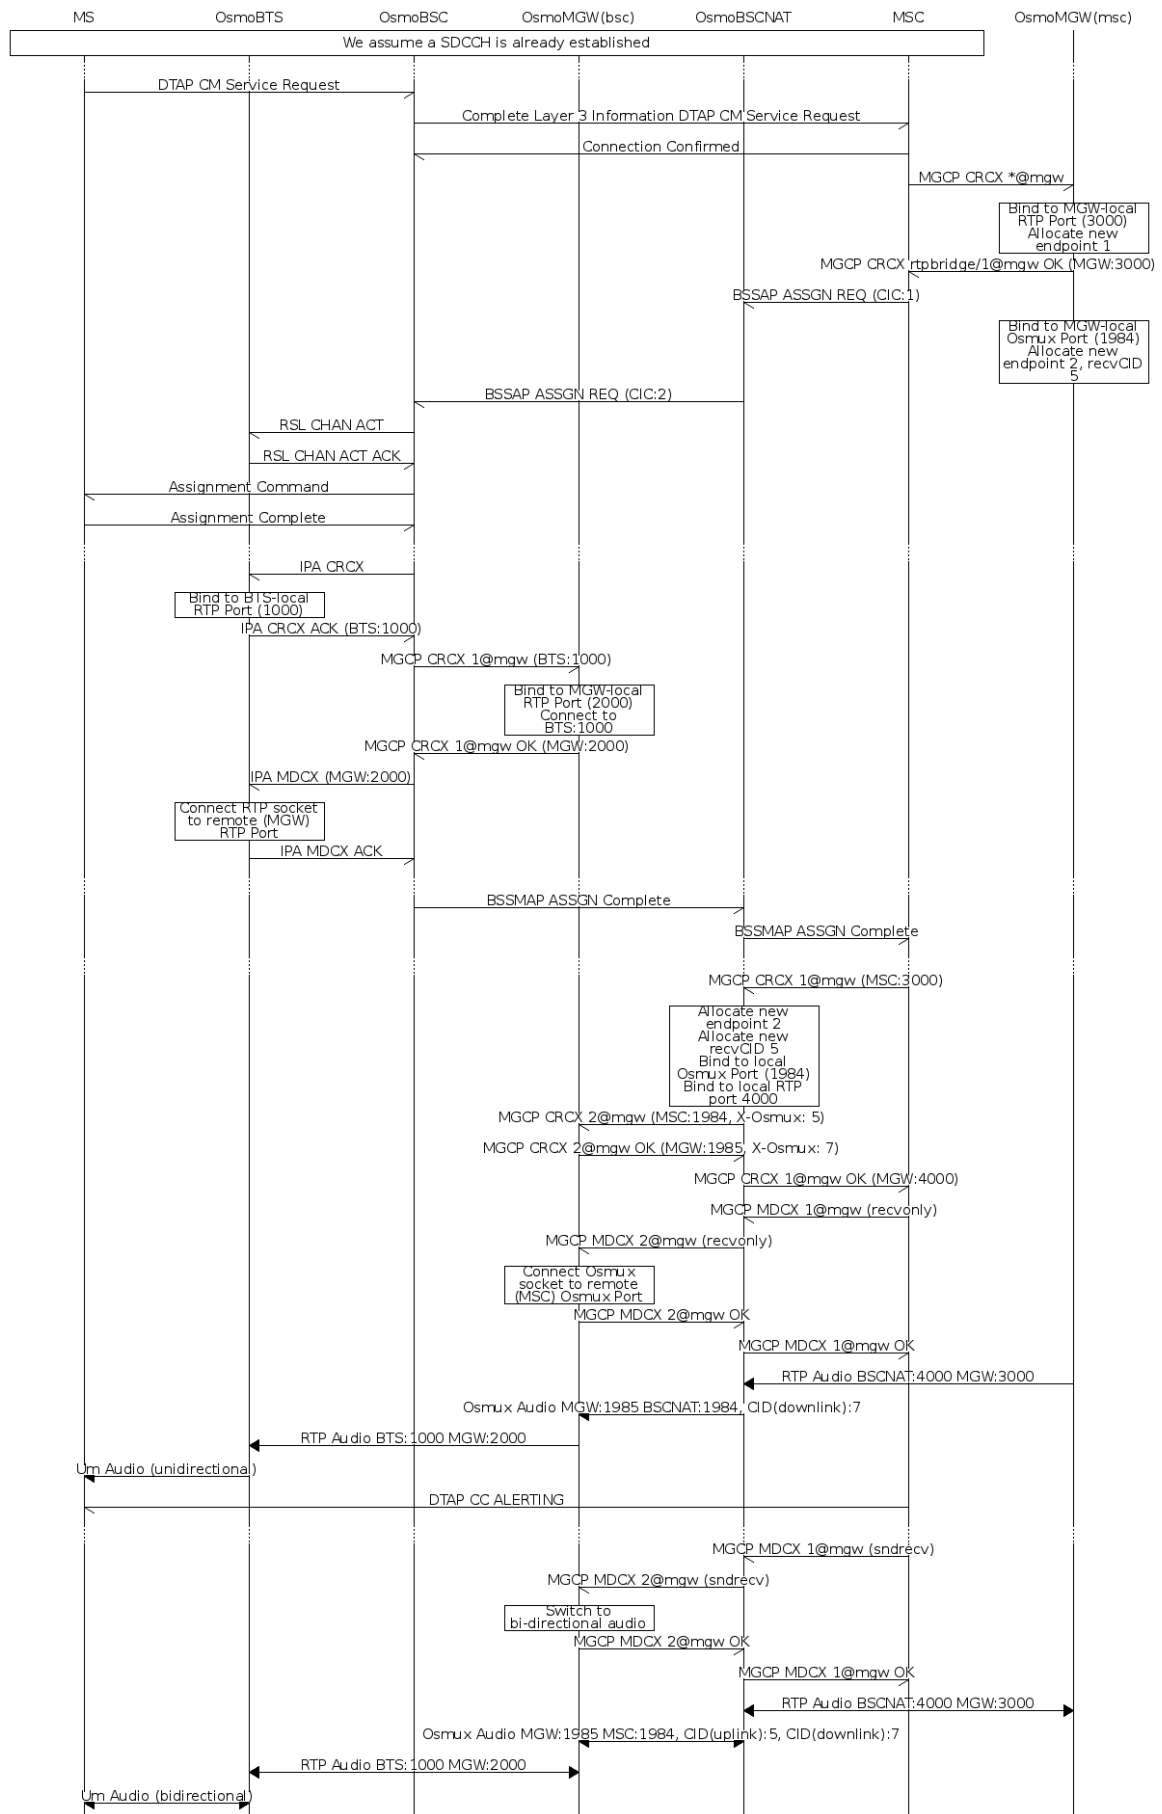 MS OsmoBTS OsmoBSC OsmoMGW(bsc) OsmoBSCNAT MSC OsmoMGW(msc)
We assume a SDCCH is already established
DTAP CM Service Request
Complete Layer 3 Information DTAP CM Service Request
Connection Confirmed
MGCP CRCX *@mgw
Bind to MGW-local
RTP Port (3000)
Allocate new
endpoint 1
MGCP CRCX rtpbridge/1@mgw OK (MGW:3000)
BSSAP ASSGN REQ (CIC:1)
Bind to MGW-local
Osmux Port (1984)
Allocate new
endpoint 2, recvCID
5
BSSAP ASSGN REQ (CIC:2)
RSL CHAN ACT
RSL CHAN ACT ACK
Assignment Command
Assignment Complete
IPA CRCX
Bind to BTS-local
RTP Port (1000)
IPA CRCX ACK (BTS:1000)
MGCP CRCX 1@mgw (BTS:1000)
Bind to MGW-local
RTP Port (2000)
Connect to
BTS:1000
MGCP CRCX 1@mgw OK (MGW:2000)
IPA MDCX (MGW:2000)
Connect RTP socket
to remote (MGW)
RTP Port
IPA MDCX ACK
BSSMAP ASSGN Complete
BSSMAP ASSGN Complete
MGCP CRCX 1@mgw (MSC:3000)
Allocate new
endpoint 2
Allocate new
recvCID 5
Bind to local
Osmux Port (1984)
Bind to local RTP
port 4000
MGCP CRCX 2@mgw (MSC:1984, X-Osmux: 5)
MGCP CRCX 2@mgw OK (MGW:1985, X-Osmux: 7)
MGCP CRCX 1@mgw OK (MGW:4000)
MGCP MDCX 1@mgw (recvonly)
MGCP MDCX 2@mgw (recvonly)
Connect Osmux
socket to remote
(MSC) Osmux Port
MGCP MDCX 2@mgw OK
MGCP MDCX 1@mgw OK
RTP Audio BSCNAT:4000 MGW:3000
Osmux Audio MGW:1985 BSCNAT:1984, CID(downlink):7
RTP Audio BTS:1000 MGW:2000
Um Audio (unidirectional)
DTAP CC ALERTING
MGCP MDCX 1@mgw (sndrecv)
MGCP MDCX 2@mgw (sndrecv)
Switch to
bi-directional audio
MGCP MDCX 2@mgw OK
MGCP MDCX 1@mgw OK
RTP Audio BSCNAT:4000 MGW:3000
Osmux Audio MGW:1985 MSC:1984, CID(uplink):5, CID(downlink):7
RTP Audio BTS:1000 MGW:2000
Um Audio (bidirectional)